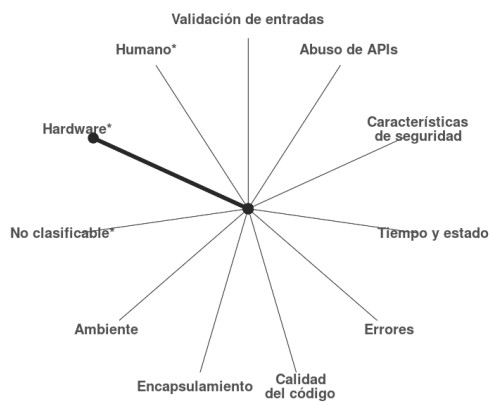 Validación de entradas
Humano*
Abuso de APIs
Hardware*
Características
de seguridad
No clasificable*
Tiempo y estado
Ambiente
Errores
Encapsulamiento
Calidad
del código